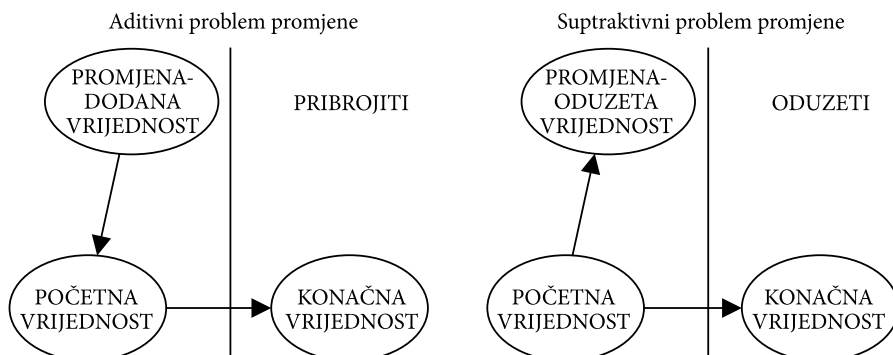 Aditivni problem promjene
PROMJENA-
DODANA
VRIJEDNOST
PRIBROJITI
POČETNA
VRIJEDNOST
KONAČNA
VRIJEDNOST
Suptraktivni problem promjene
PROMJENA-
ODUZETA
VRIJEDNOST
ODUZETI
POČETNA
VRIJEDNOST
KONAČNA
VRIJEDNOST